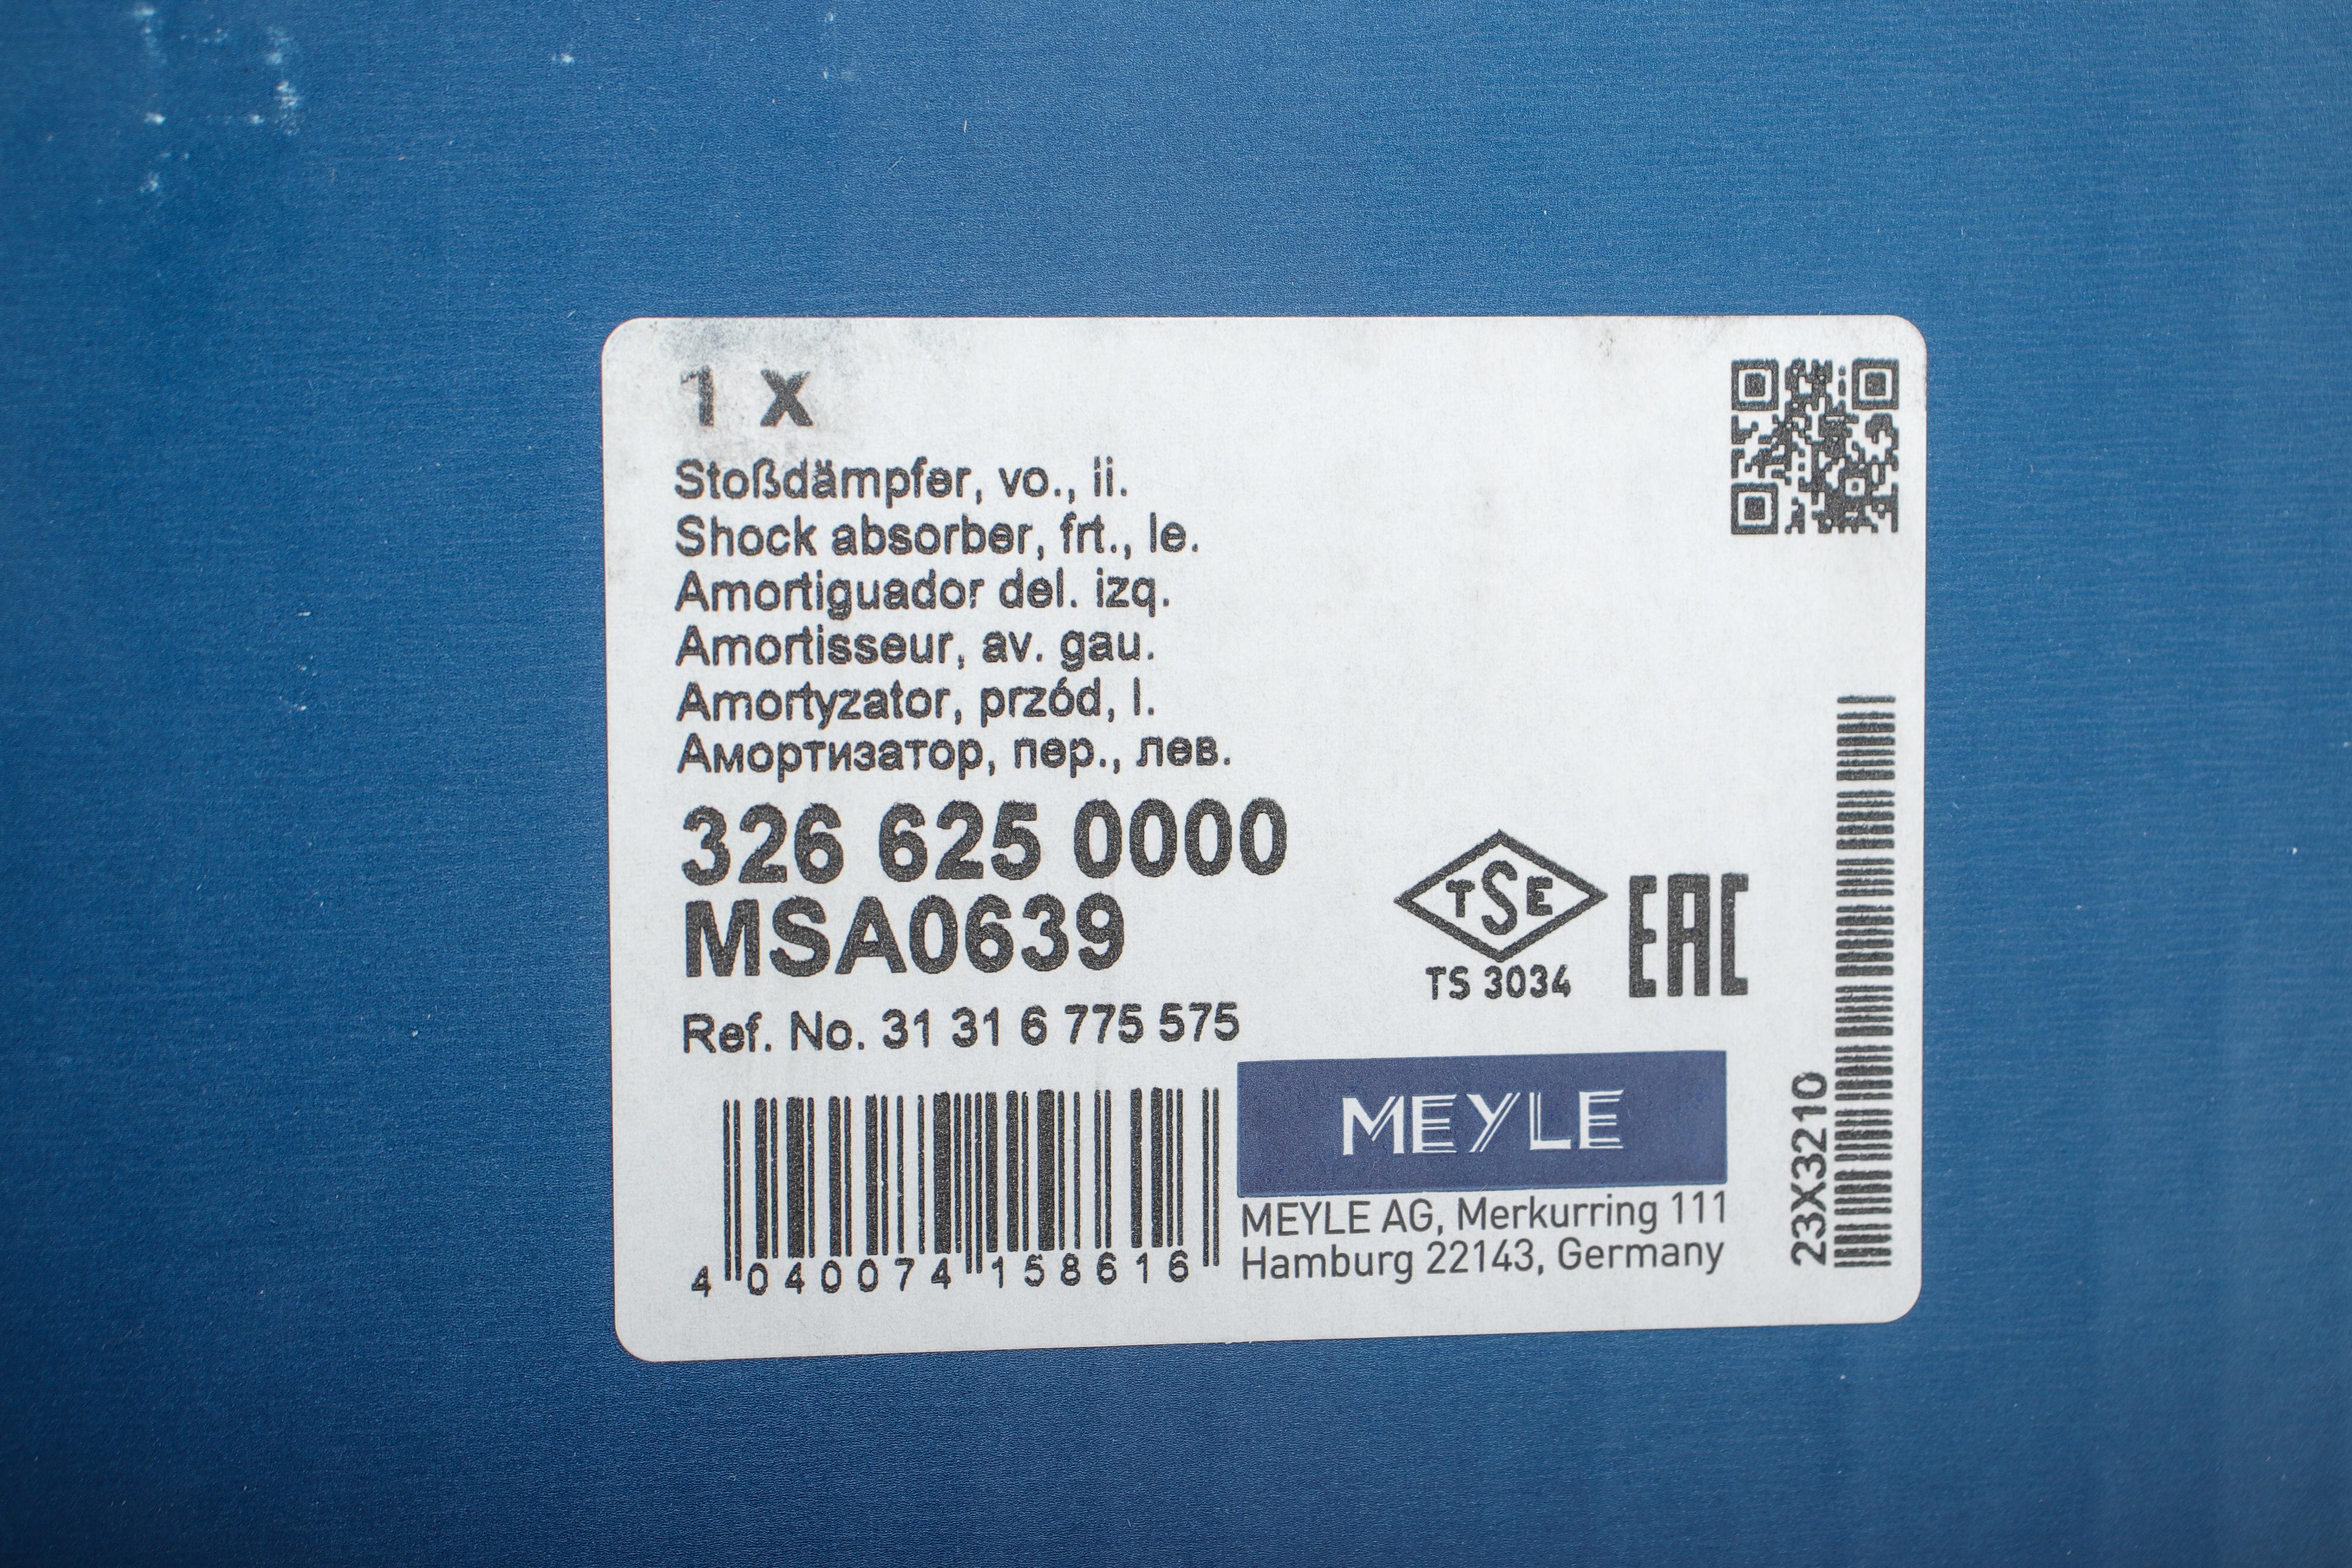 1 x
Stoßdämpfer, vo., li.
Shock absorber, frt., le.
Amortiguador del. izq.
Amortisseur, av. gau.
Amortyzator, przód, l.
Амортизатор, пер., лев.
326 625 0000
MSA0639
Ref. No. 31 31 6 775 575
TSE
TS 3034
EAC
MEYLE
MEYLE AG, Merkurring 111
Hamburg 22143, Germany
4 040074 158616
23X3210